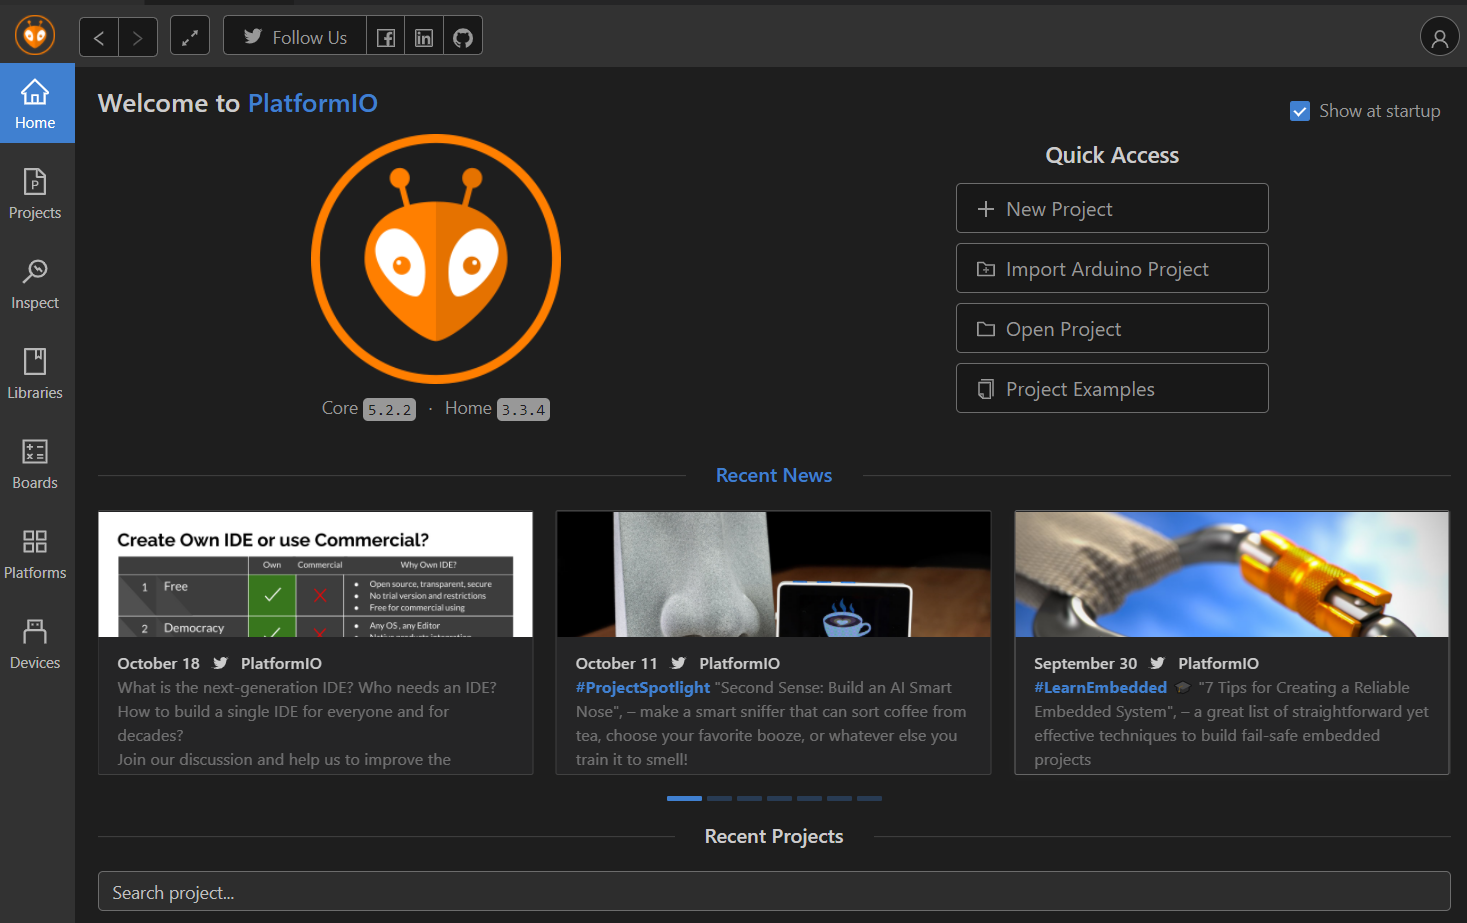 Follow Us
Home
Projects
Inspect
Libraries
Boards
Platforms
Devices
Welcome to PlatformIO
Show at startup
Core 5.2.2 · Home 3.3.4
Quick Access
New Project
Import Arduino Project
Open Project
Project Examples
Recent News
Create Own IDE or use Commercial?
Own Commercial Why Own IDE?
1 Free
• Open source, transparent, secure
• No trial version and restrictions
• Free for commercial using
2 Democracy
• Any OS, any Editor
• Native products integration
October 18 PlatformIO
What is the next-generation IDE? Who needs an IDE?
How to build a single IDE for everyone and for
decades?
Join our discussion and help us to improve the
October 11 PlatformIO
#ProjectSpotlight "Second Sense: Build an AI Smart
Nose", – make a smart sniffer that can sort coffee from
tea, choose your favorite booze, or whatever else you
train it to smell!
September 30 PlatformIO
#LearnEmbedded 🎓 "7 Tips for Creating a Reliable
Embedded System", – a great list of straightforward yet
effective techniques to build fail-safe embedded
projects
Recent Projects
Search project...